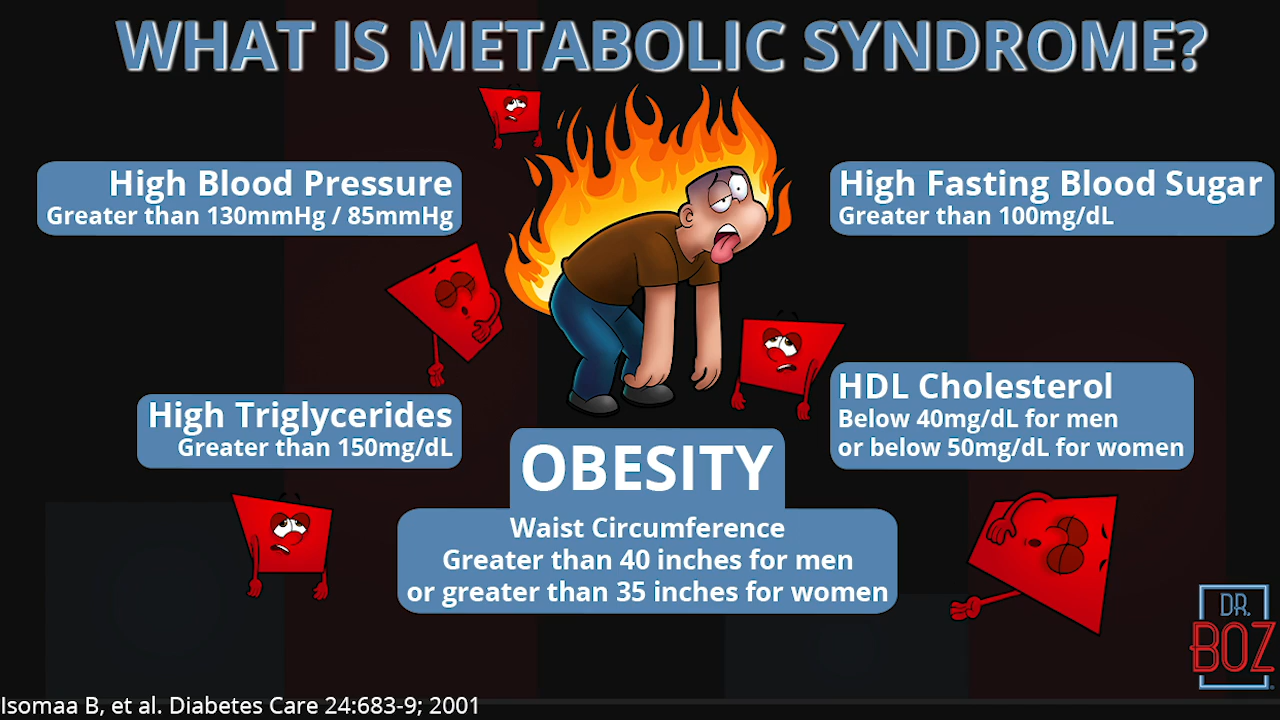 WHAT IS METABOLIC SYNDROME?
High Blood Pressure
Greater than 130mmHg / 85mmHg
High Fasting Blood Sugar
Greater than 100mg/dL
High Triglycerides
Greater than 150mg/dL
HDL Cholesterol
Below 40mg/dL for men
or below 50mg/dL for women
OBESITY
Waist Circumference
Greater than 40 inches for men
or greater than 35 inches for women
DR.
BOZ
Isomaa B, et al. Diabetes Care 24:683-9; 2001